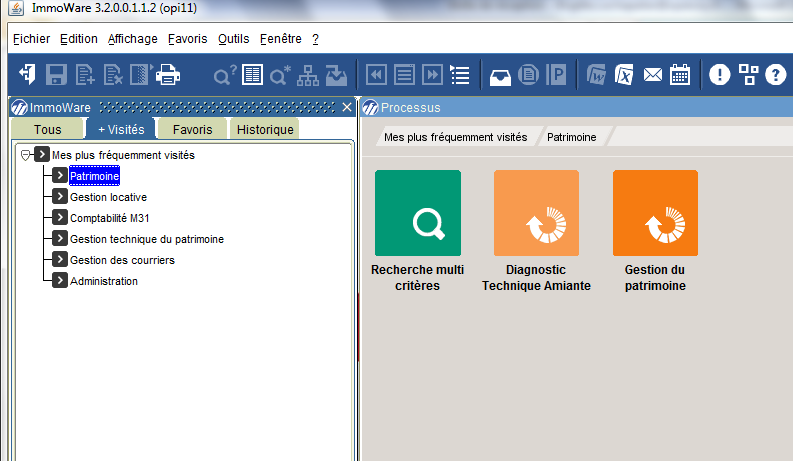 ImmoWare 3.2.0.0.1.1.2 (opi11)
Fichier Edition Affichage Favoris Outils Fenêtre ?
ImmoWare
Processus
Tous + Visités Favoris Historique
Mes plus fréquemment visités Patrimoine
Mes plus fréquemment visités
Patrimoine
Gestion locative
Comptabilité M31
Gestion technique du patrimoine
Gestion des courriers
Administration
Recherche multi
critères
Diagnostic
Technique Amiante
Gestion du
patrimoine